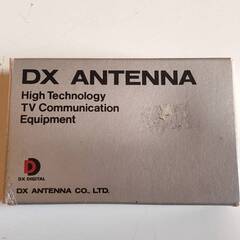 DX ANTENNA
High Technology
TV Communication
Equipment
DX DIGITAL
DX ANTENNA CO., LTD.